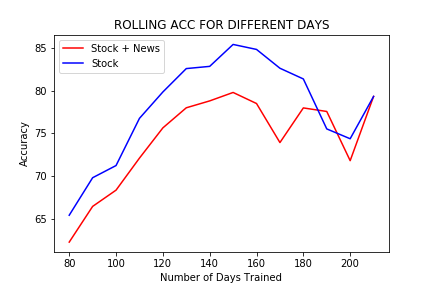 ROLLING ACC FOR DIFFERENT DAYS
Stock + News
Stock
85
80
75
70
65
Accuracy
80 100 120 140 160 180 200
Number of Days Trained